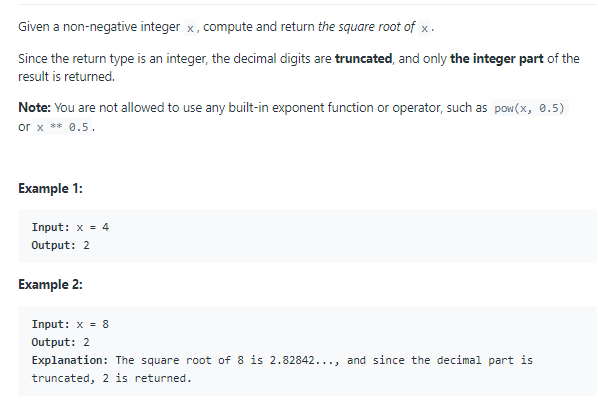 Given a non-negative integer x, compute and return the square root of x.
Since the return type is an integer, the decimal digits are truncated, and only the integer part of the
result is returned.
Note: You are not allowed to use any built-in exponent function or operator, such as pow(x, 0.5)
or x ** 0.5.
Example 1:
Input: x = 4
Output: 2
Example 2:
Input: x = 8
Output: 2
Explanation: The square root of 8 is 2.82842..., and since the decimal part is
truncated, 2 is returned.